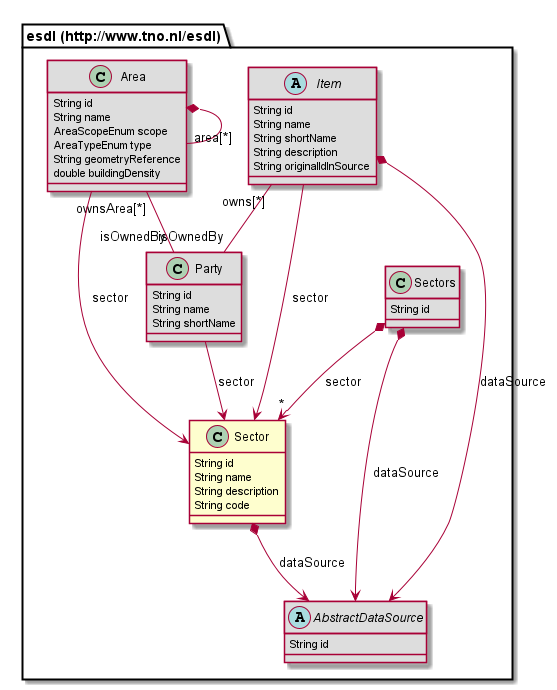 esdl (http://www.tno.nl/esdl)
C Area
String id
String name
AreaScopeEnum scope
AreaTypeEnum type
String geometryReference
double buildingDensity
area[*]
A Item
String id
String name
String shortName
String description
String originalIdInSource
ownsArea[*]
owns[*]
isOwnedBy
isOwnedBy
C Party
String id
String name
String shortName
C Sectors
String id
sector
sector
sector
sector
dataSource
*
C Sector
String id
String name
String description
String code
dataSource
dataSource
A AbstractDataSource
String id